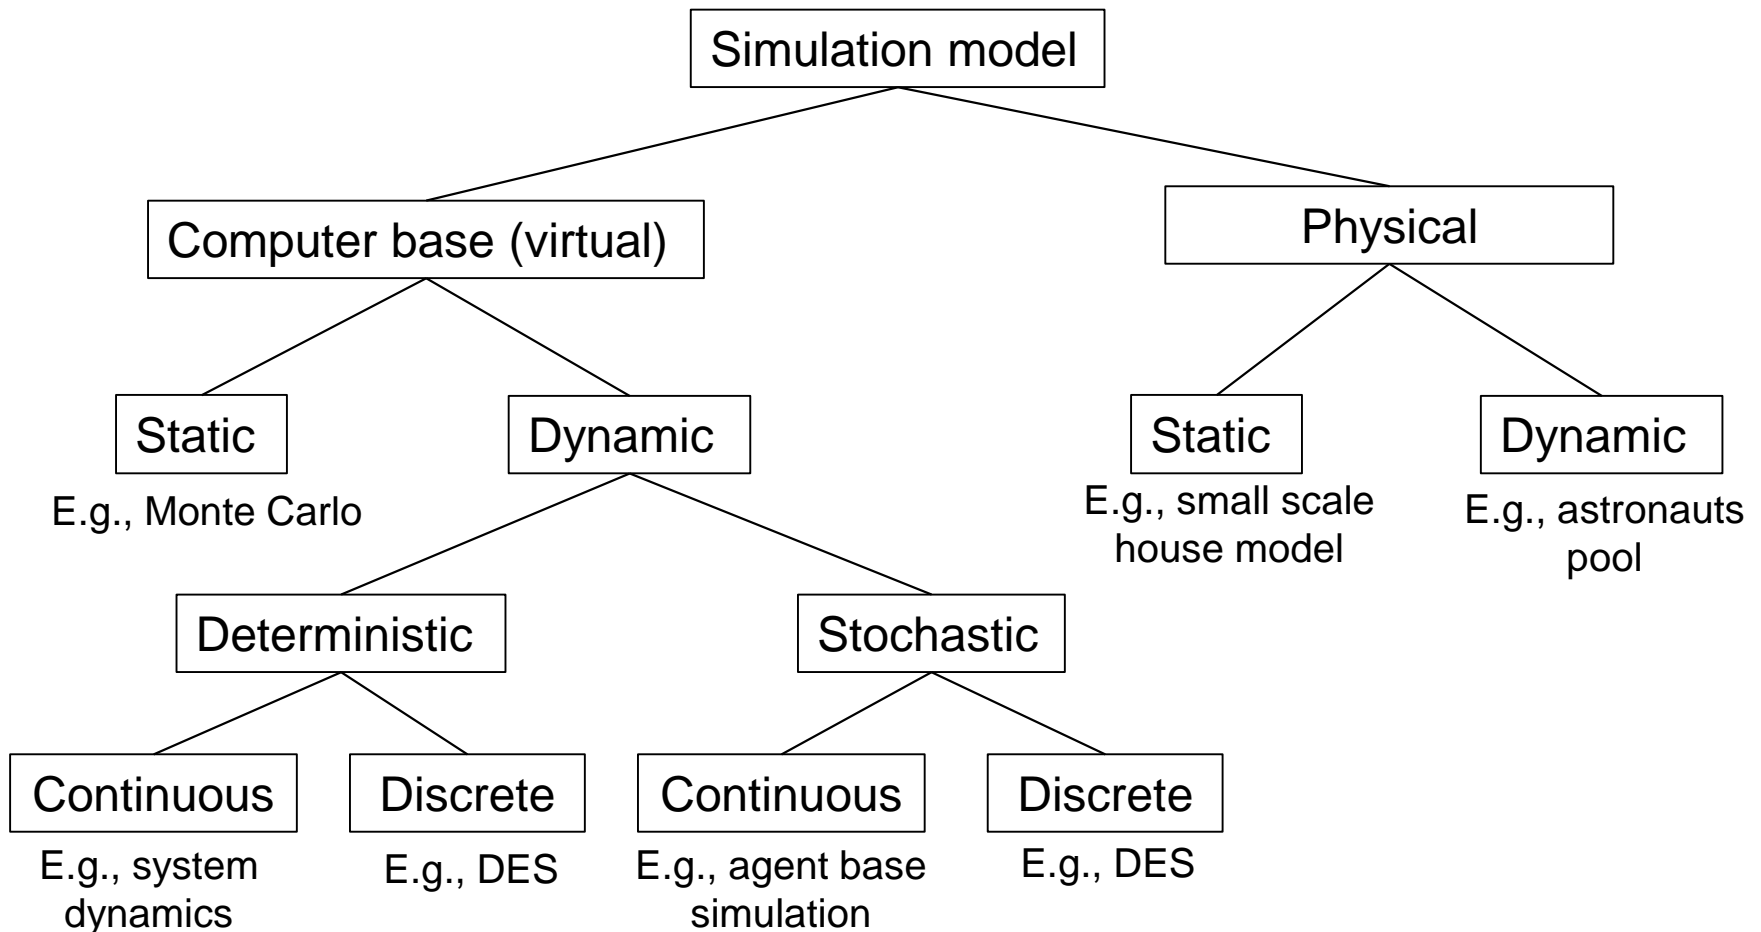 Simulation model
Computer base (virtual)
Physical
Static
Dynamic
Static
Dynamic
E.g., Monte Carlo
E.g., small scale
house model
E.g., astronauts
pool
Deterministic
Stochastic
Continuous
Discrete
Continuous
Discrete
E.g., system
dynamics
E.g., DES
E.g., agent base
simulation
E.g., DES